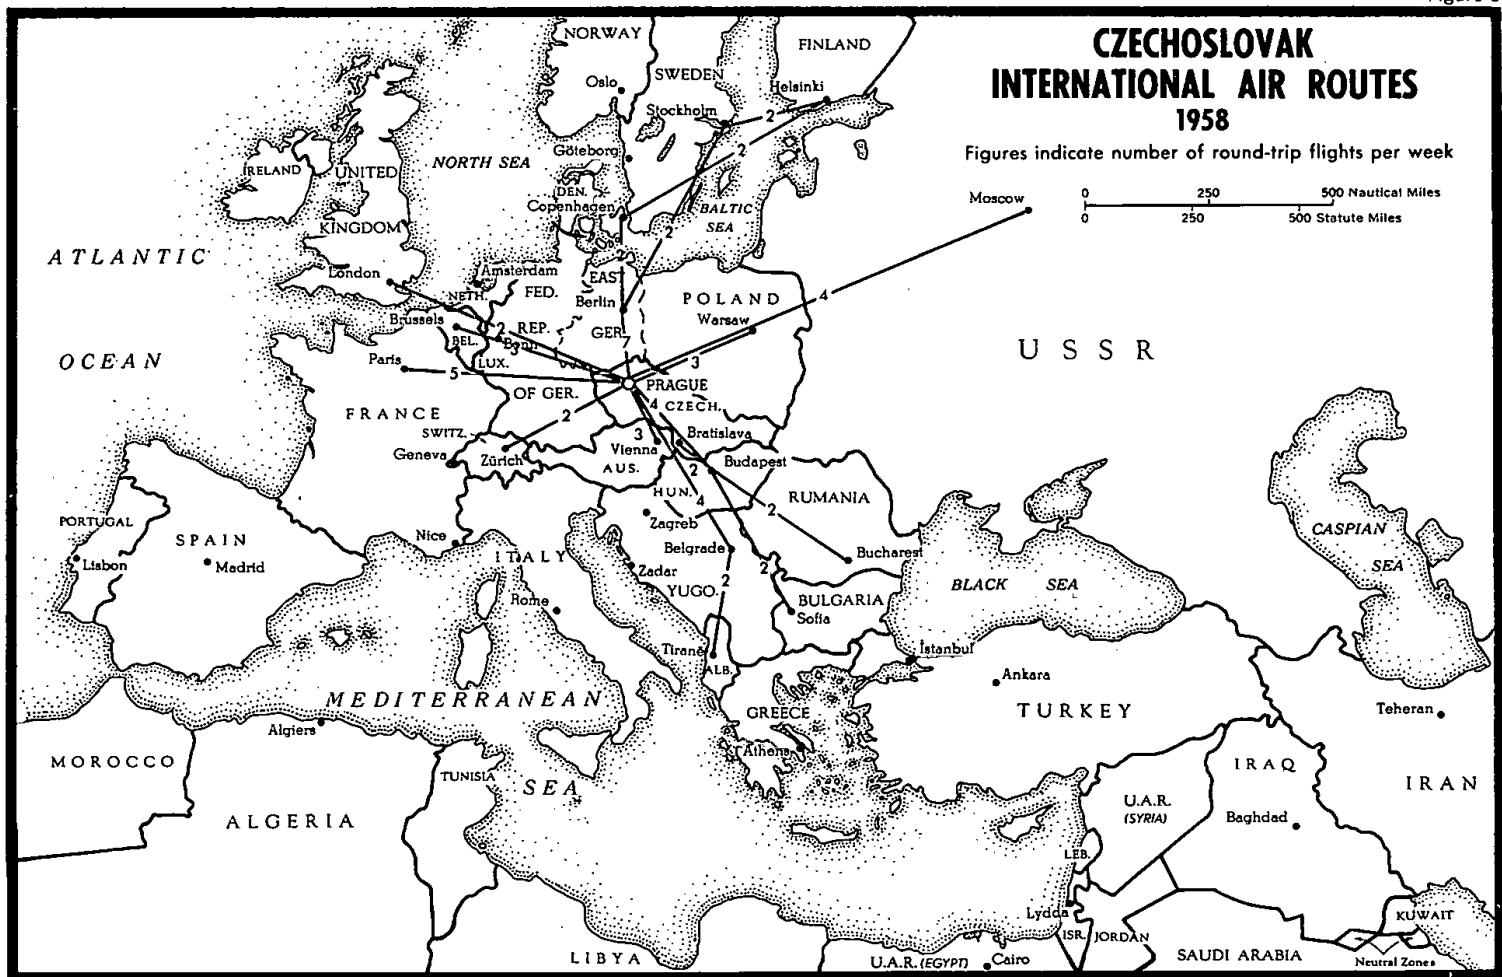 CZECHOSLOVAK
INTERNATIONAL AIR ROUTES
1958
Figures indicate number of round-trip flights per week
0 250 500 Nautical Miles
0 250 500 Statute Miles
NORWAY
FINLAND
Oslo
SWEDEN
Helsinki
Stockholm
2
2
NORTH SEA
Göteborg
IRELAND
UNITED
KINGDOM
DEN.
Copenhagen
BALTIC
SEA
Moscow
2
2
ATLANTIC
OCEAN
London
Amsterdam
NETH.
FED.
REP.
OF GER.
EAST
GER.
Berlin
7
POLAND
Warsaw
4
3
USSR
Brussels
BEL.
Bonn
2
3
LUX.
Paris
5
PRAGUE
4
CZECH.
FRANCE
2
SWITZ.
Geneva
Zürich
3
Vienna
AUS.
Bratislava
Budapest
2
HUN.
4
RUMANIA
2
Zagreb
Belgrade
Bucharest
PORTUGAL
Lisbon
SPAIN
Madrid
Nice
ITALY
Rome
Zadar
YUGO.
2
2
BULGARIA
Sofia
BLACK SEA
CASPIAN
SEA
Tiranë
ALB.
İstanbul
Ankara
TURKEY
Teheran
MEDITERRANEAN
SEA
GREECE
Athens
Algiers
MOROCCO
ALGERIA
TUNISIA
LIBYA
IRAQ
Baghdad
IRAN
U.A.R.
(SYRIA)
LEB.
Lydda
ISR.
JORDAN
U.A.R. (EGYPT)
Cairo
SAUDI ARABIA
KUWAIT
Neutral Zones